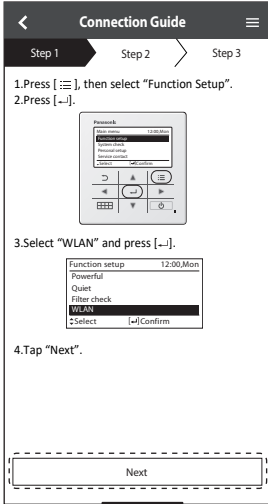 Connection Guide
Step 1
Step 2
Step 3
1.Press [ ], then select “Function Setup”.
2.Press [↵].
Panasonic
Main menu 12:00,Mon
Function setup
System check
Personal setup
Service contact
Select [↵]Confirm
3.Select “WLAN” and press [↵].
Function setup 12:00,Mon
Powerful
Quiet
Filter check
WLAN
Select [↵]Confirm
4.Tap “Next”.
Next